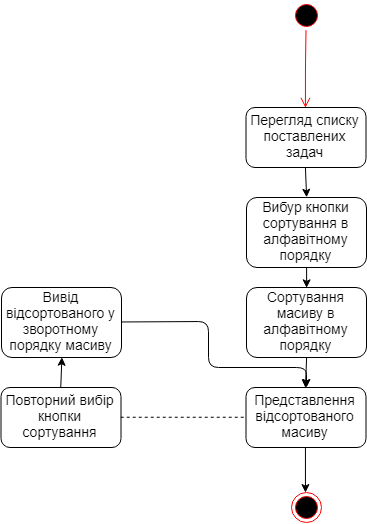 Перегляд списку
поставлених
задач
Вибур кнопки
сортування в
алфавітному
порядку
Вивід
відсортованого у
зворотному
порядку масиву
Сортування
масиву в
алфавітному
порядку
Повторний вибір
кнопки
сортування
Представлення
відсортованого
масиву